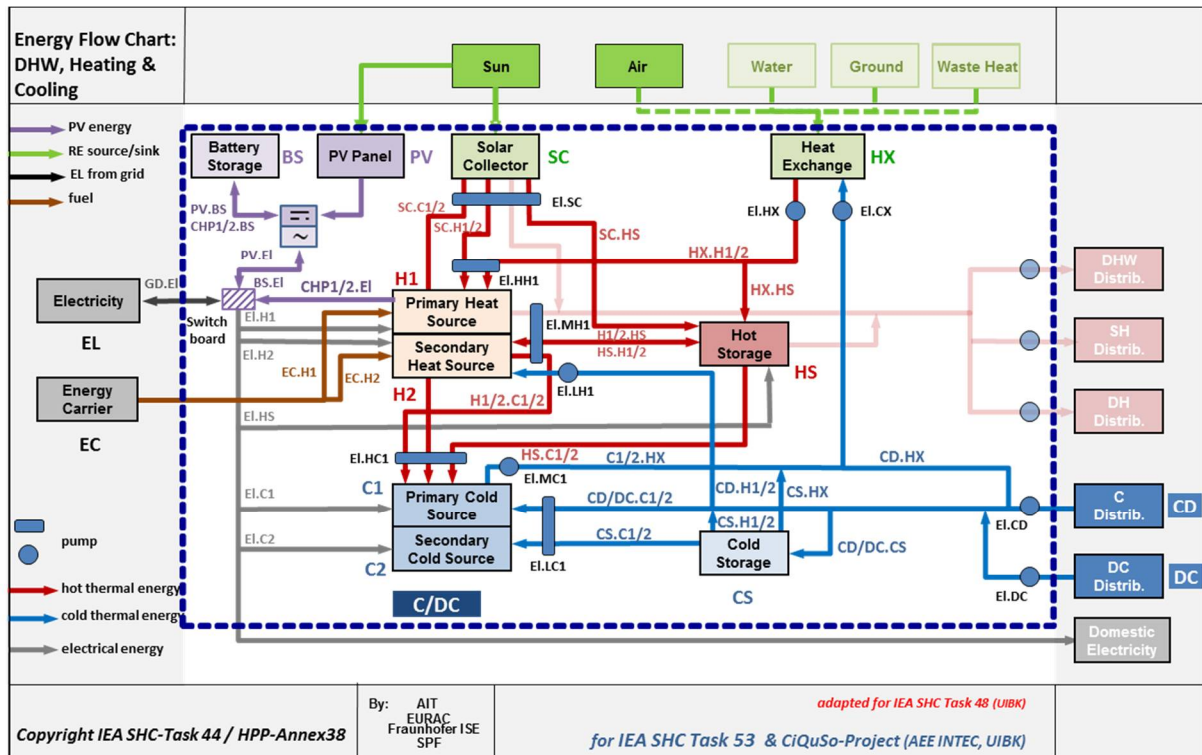 Energy Flow Chart:
DHW, Heating &
Cooling
Sun
Air
Water
Ground
Waste Heat
PV energy
RE source/sink
EL from grid
fuel
Battery
Storage
BS
PV Panel
PV
Solar
Collector
SC
Heat
Exchange
HX
PV.BS
CHP1/2.BS
SC.C1/2
SC.H1/2
El.SC
El.HX
El.CX
SC.HS
PV.El
BS.El
HX.H1/2
El.HH1
HX.HS
DHW
Distrib.
Electricity
EL
GD.El
Switch
board
CHP1/2.El
H1
Primary Heat
Source
Secondary
Heat Source
H2
El.H1
El.H2
El.MH1
H1/2.HS
HS.H1/2
Hot
Storage
HS
SH
Distrib.
Energy
Carrier
EC
EC.H1
EC.H2
El.LH1
H1/2.C1/2
El.HS
DH
Distrib.
El.HC1
HS.C1/2
C1/2.HX
CD.HX
El.MC1
C1
Primary Cold
Source
Secondary
Cold Source
C2
El.C1
El.C2
CD/DC.C1/2
CD.H1/2
CS.HX
CS.H1/2
CS.C1/2
El.LC1
Cold
Storage
CS
CD/DC.CS
El.CD
C
Distrib.
CD
El.DC
DC
Distrib.
DC
pump
hot thermal energy
cold thermal energy
electrical energy
C/DC
Domestic
Electricity
Copyright IEA SHC-Task 44 / HPP-Annex38
By: AIT
EURAC
Fraunhofer ISE
SPF
adapted for IEA SHC Task 48 (UIBK)
for IEA SHC Task 53 & CiQuSo-Project (AEE INTEC, UIBK)